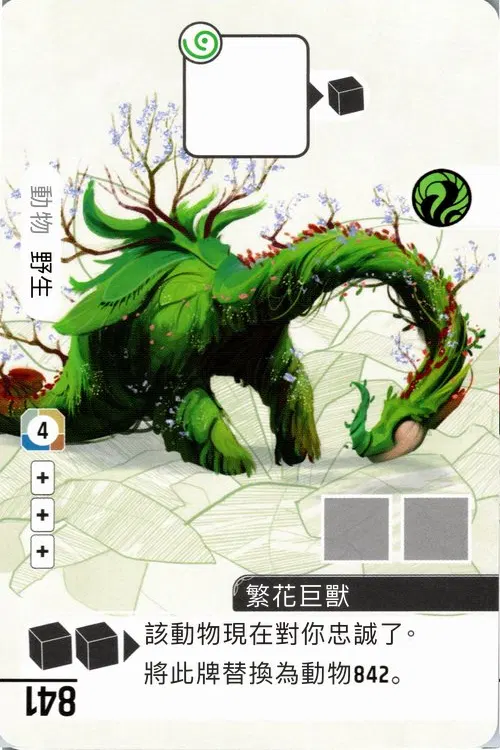 動物 野生
4
+
+
+
繁花巨獸
該動物現在對你忠誠了。
將此牌替換為動物842。
841